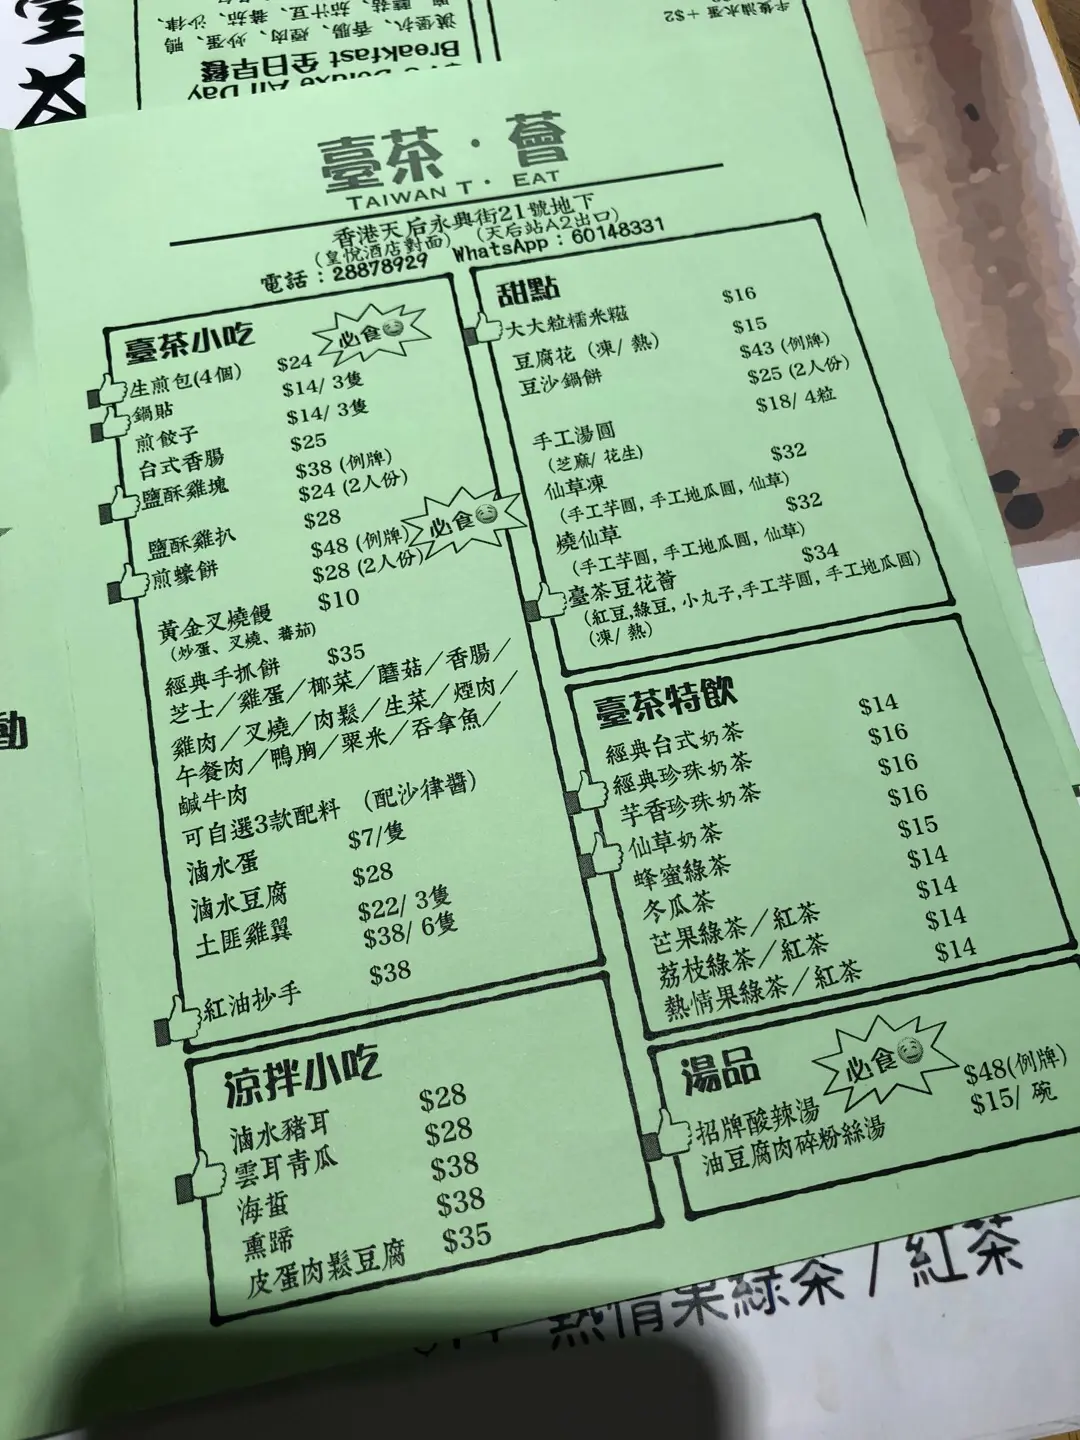 臺茶·薈
TAIWAN T· EAT
香港天后永興街21號地下
(皇悅酒店對面) (天后站A2出口)
電話：28878929 WhatsApp：60148331
臺茶小吃
必食
生煎包(4個) $24
鍋貼 $14/ 3隻
煎餃子 $14/ 3隻
台式香腸 $25
鹽酥雞塊 $38 (例牌)
$24 (2人份)
鹽酥雞扒 $28
煎蠔餅 $48 (例牌)
$28 (2人份)
必食
黃金叉燒饅 $10
(炒蛋、叉燒、蕃茄)
經典手抓餅 $35
芝士／雞蛋／椰菜／蘑菇／香腸／
雞肉／叉燒／肉鬆／生菜／煙肉／
午餐肉／鴨胸／粟米／吞拿魚／
鹹牛肉
可自選3款配料 (配沙律醬)
滷水蛋 $7/隻
滷水豆腐 $28
土匪雞翼 $22/ 3隻
$38/ 6隻
紅油抄手 $38
涼拌小吃
滷水豬耳 $28
雲耳青瓜 $28
海蜇 $38
熏蹄 $38
皮蛋肉鬆豆腐 $35
甜點
大大粒糯米糍 $16
豆腐花 (凍/ 熱) $15
豆沙鍋餅 $43 (例牌)
$25 (2人份)
手工湯圓 $18/ 4粒
(芝麻/ 花生)
仙草凍 $32
(手工芋圓, 手工地瓜圓, 仙草)
燒仙草 $32
(手工芋圓, 手工地瓜圓, 仙草)
臺茶豆花薈 $34
(紅豆,綠豆, 小丸子,手工芋圓, 手工地瓜圓)
(凍/ 熱)
臺茶特飲
經典台式奶茶 $14
經典珍珠奶茶 $16
芋香珍珠奶茶 $16
仙草奶茶 $16
蜂蜜綠茶 $15
冬瓜茶 $14
芒果綠茶／紅茶 $14
荔枝綠茶／紅茶 $14
熱情果綠茶／紅茶 $14
湯品
必食
招牌酸辣湯 $48(例牌)
油豆腐肉碎粉絲湯 $15/ 碗
熱情果綠茶 / 紅茶
Breakfast 全日早餐
+$2
動